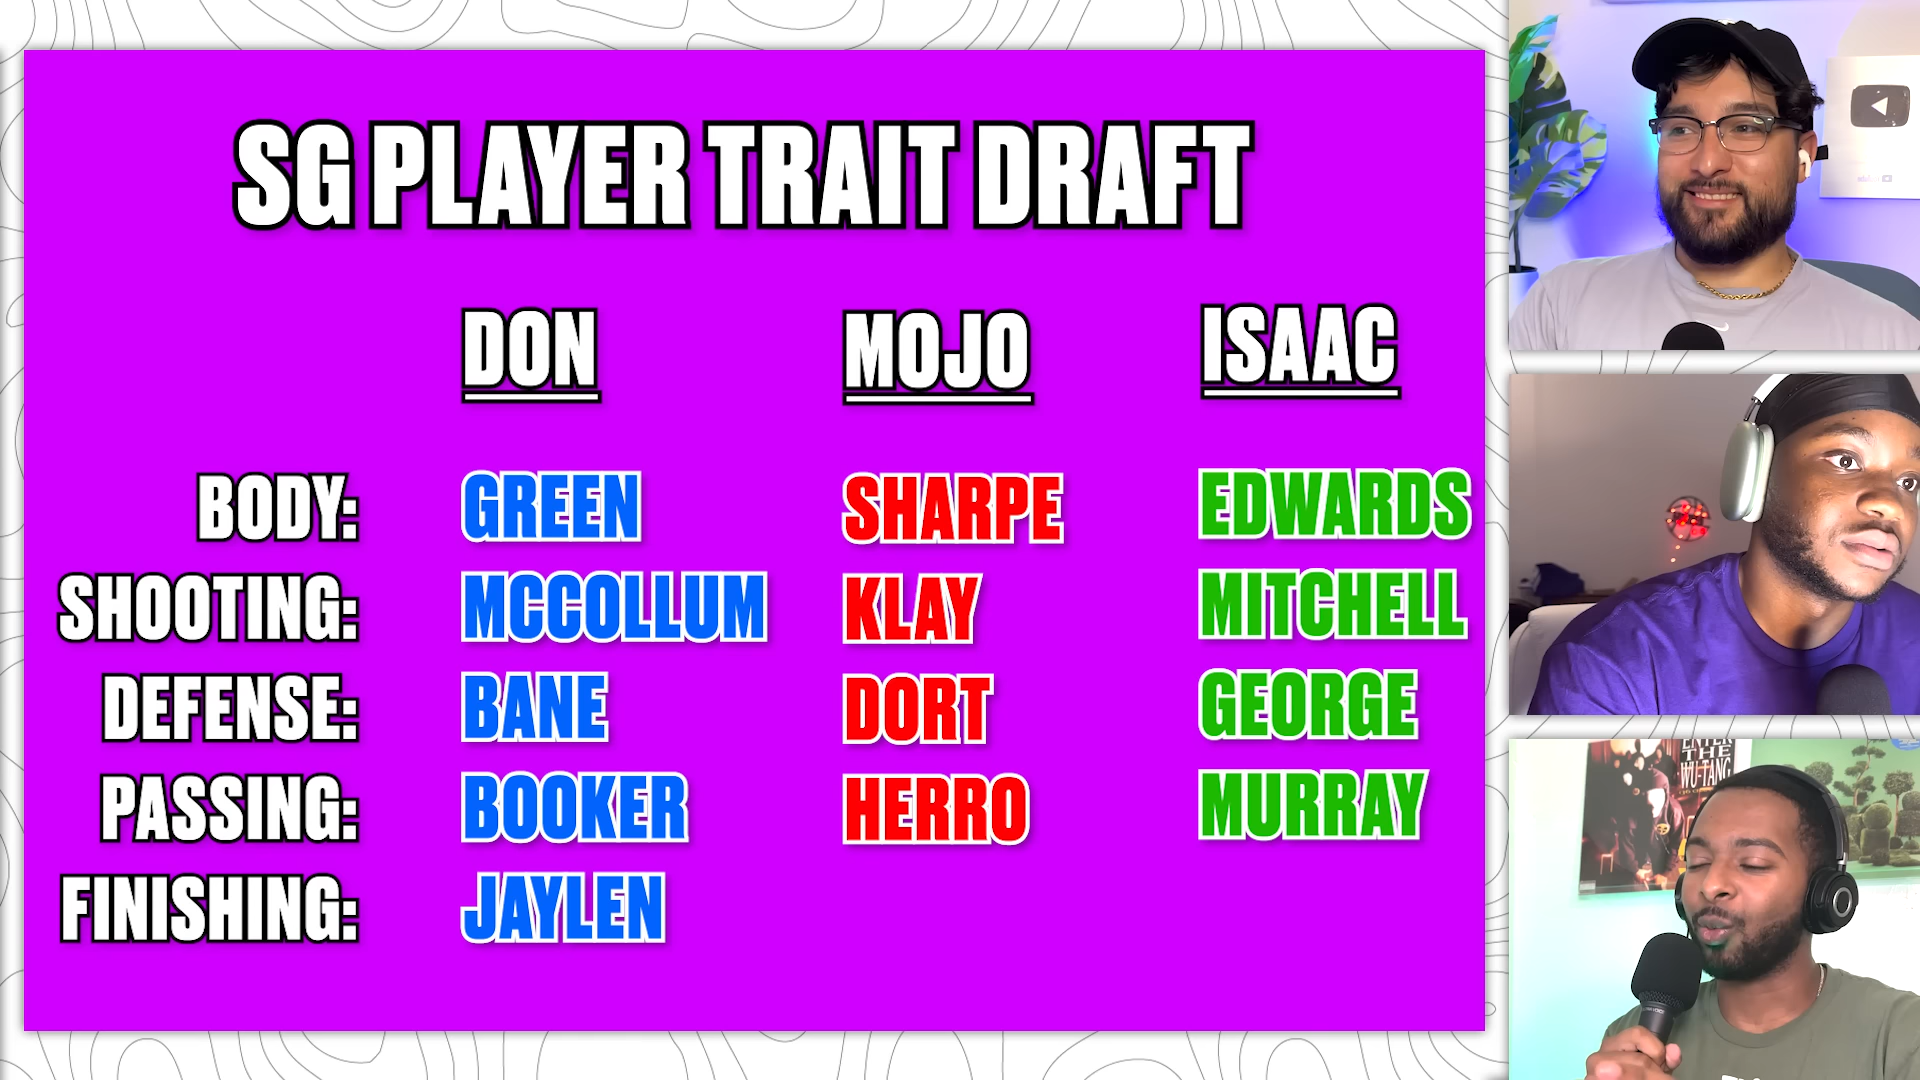 SG PLAYER TRAIT DRAFT
DON MOJO ISAAC
BODY: GREEN SHARPE EDWARDS
SHOOTING: MCCOLLUM KLAY MITCHELL
DEFENSE: BANE DORT GEORGE
PASSING: BOOKER HERRO MURRAY
FINISHING: JAYLEN
ENTER
THE
WU-TANG